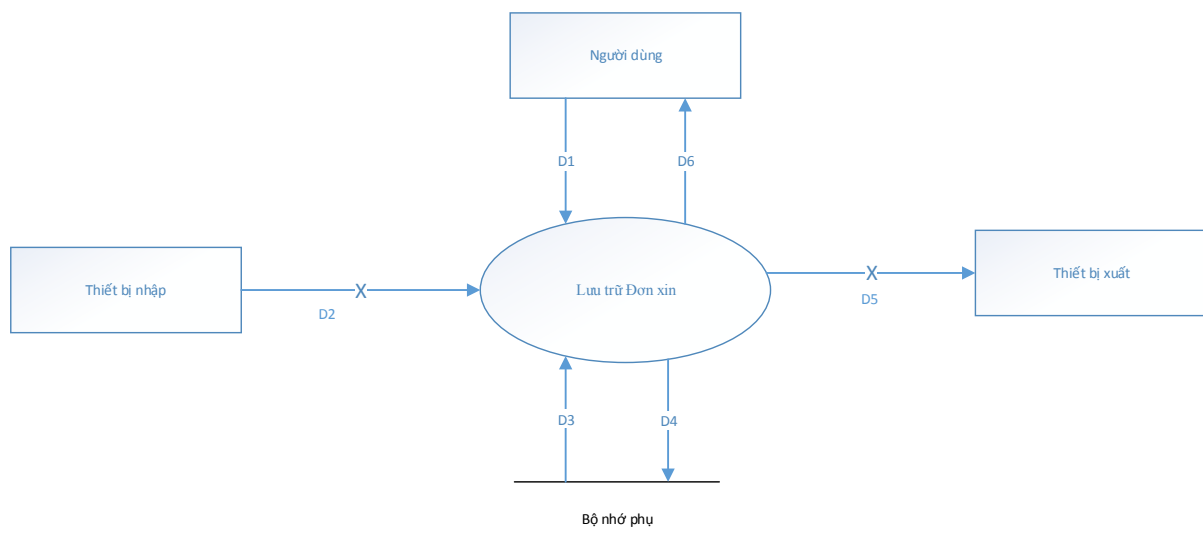 Người dùng
D1
D6
Thiết bị nhập
X
D2
Lưu trữ Đơn xin
X
D5
Thiết bị xuất
D3
D4
Bộ nhớ phụ